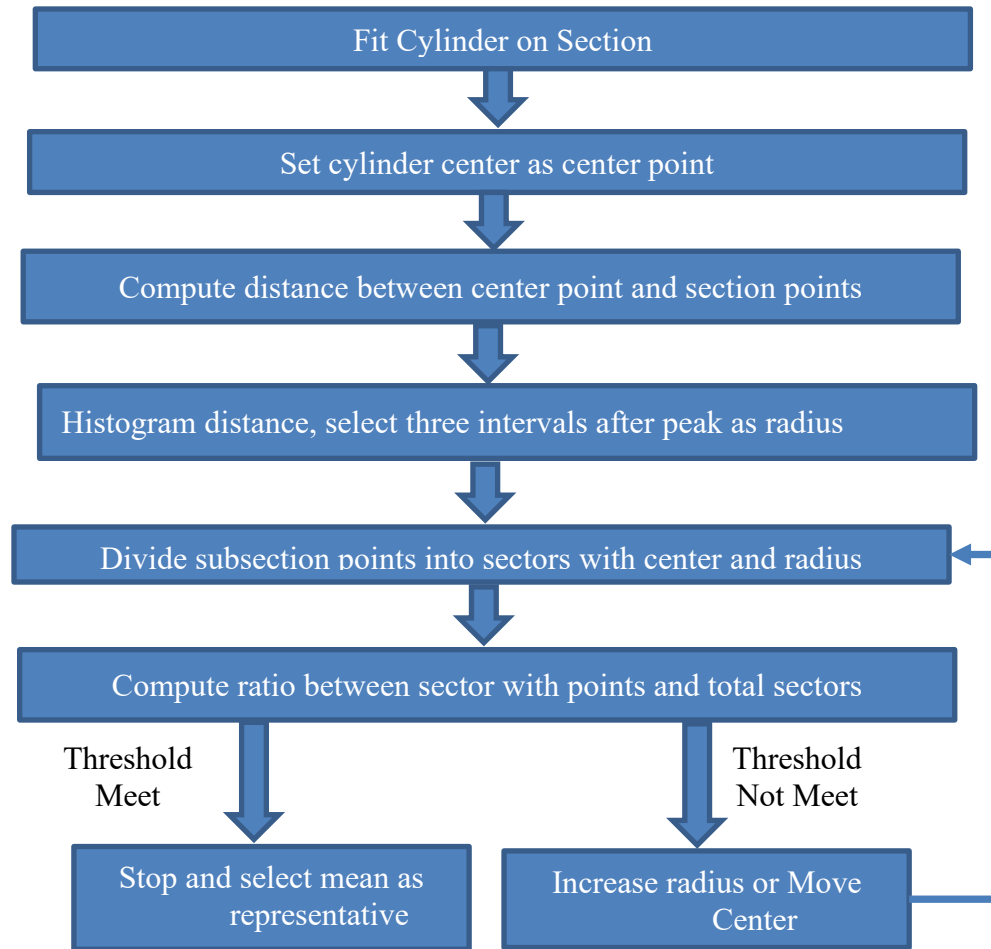 Fit Cylinder on Section
Set cylinder center as center point
Compute distance between center point and section points
Histogram distance, select three intervals after peak as radius
Divide subsection points into sectors with center and radius
Compute ratio between sector with points and total sectors
Threshold
Meet
Threshold
Not Meet
Stop and select mean as
representative
Increase radius or Move
Center